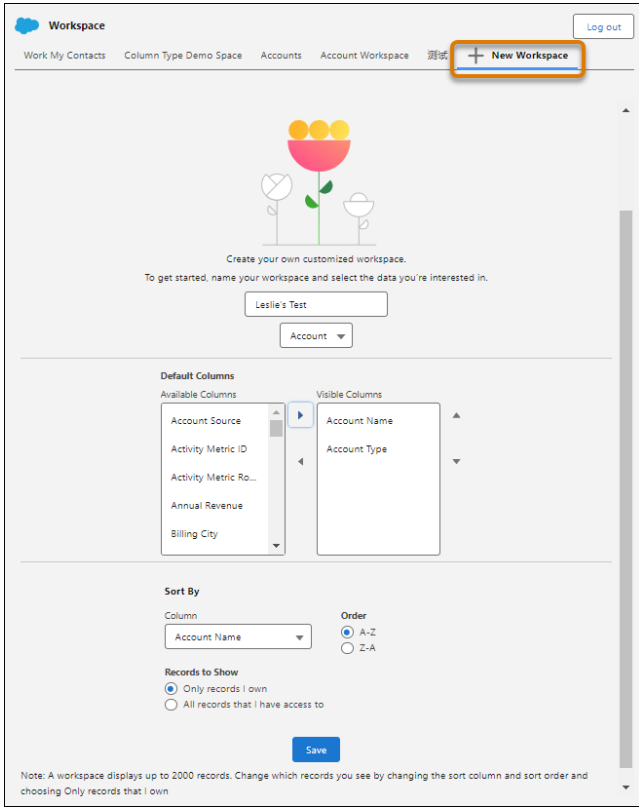 Workspace
Log out
Work My Contacts Column Type Demo Space Accounts Account Workspace 测试 New Workspace
Create your own customized workspace.
To get started, name your workspace and select the data you're interested in.
Leslie's Test
Account
Default Columns
Available Columns Visible Columns
Account Source Account Name
Activity Metric ID Account Type
Activity Metric Ro...
Annual Revenue
Billing City
Sort By
Column Order
Account Name A-Z
Z-A
Records to Show
Only records I own
All records that I have access to
Save
Note: A workspace displays up to 2000 records. Change which records you see by changing the sort column and sort order and
choosing Only records that I own